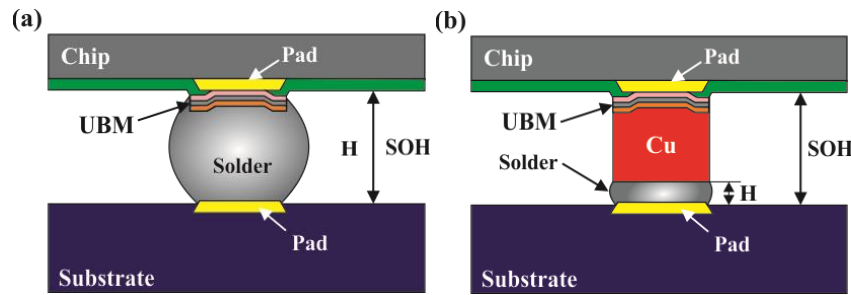 (a)
Chip
Pad
UBM
Solder
H
SOH
Pad
Substrate
(b)
Chip
Pad
UBM
Cu
SOH
Solder
H
Pad
Substrate